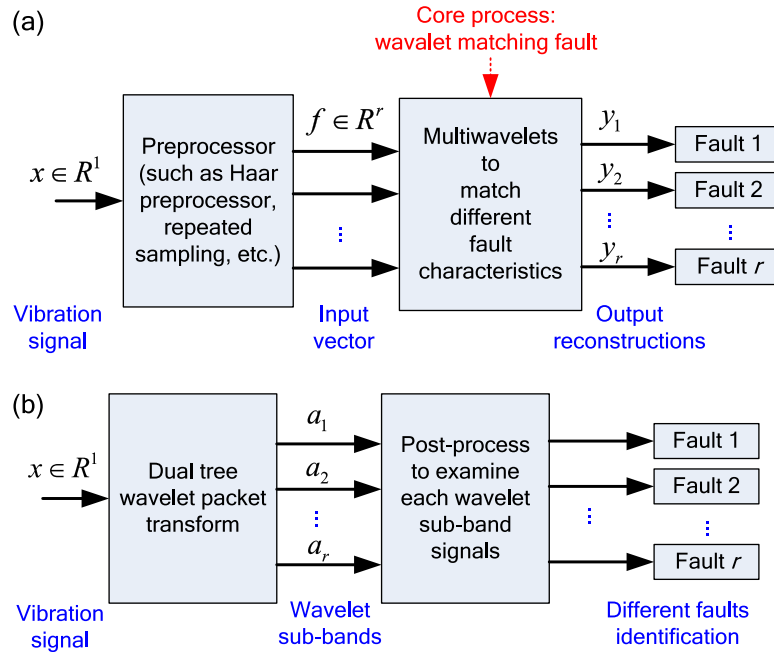 (a)
Core process:
wavalet matching fault
x ∈ R¹
Preprocessor
(such as Haar
preprocessor,
repeated
sampling, etc.)
f ∈ Rʳ
Multiwavelets
to
match
different
fault
characteristics
y₁
y₂
yᵣ
Fault 1
Fault 2
Fault r
Vibration
signal
Input
vector
Output
reconstructions
(b)
x ∈ R¹
Dual tree
wavelet packet
transform
a₁
a₂
aᵣ
Post-process
to examine
each wavelet
sub-band
signals
Fault 1
Fault 2
Fault r
Vibration
signal
Wavelet
sub-bands
Different faults
identification